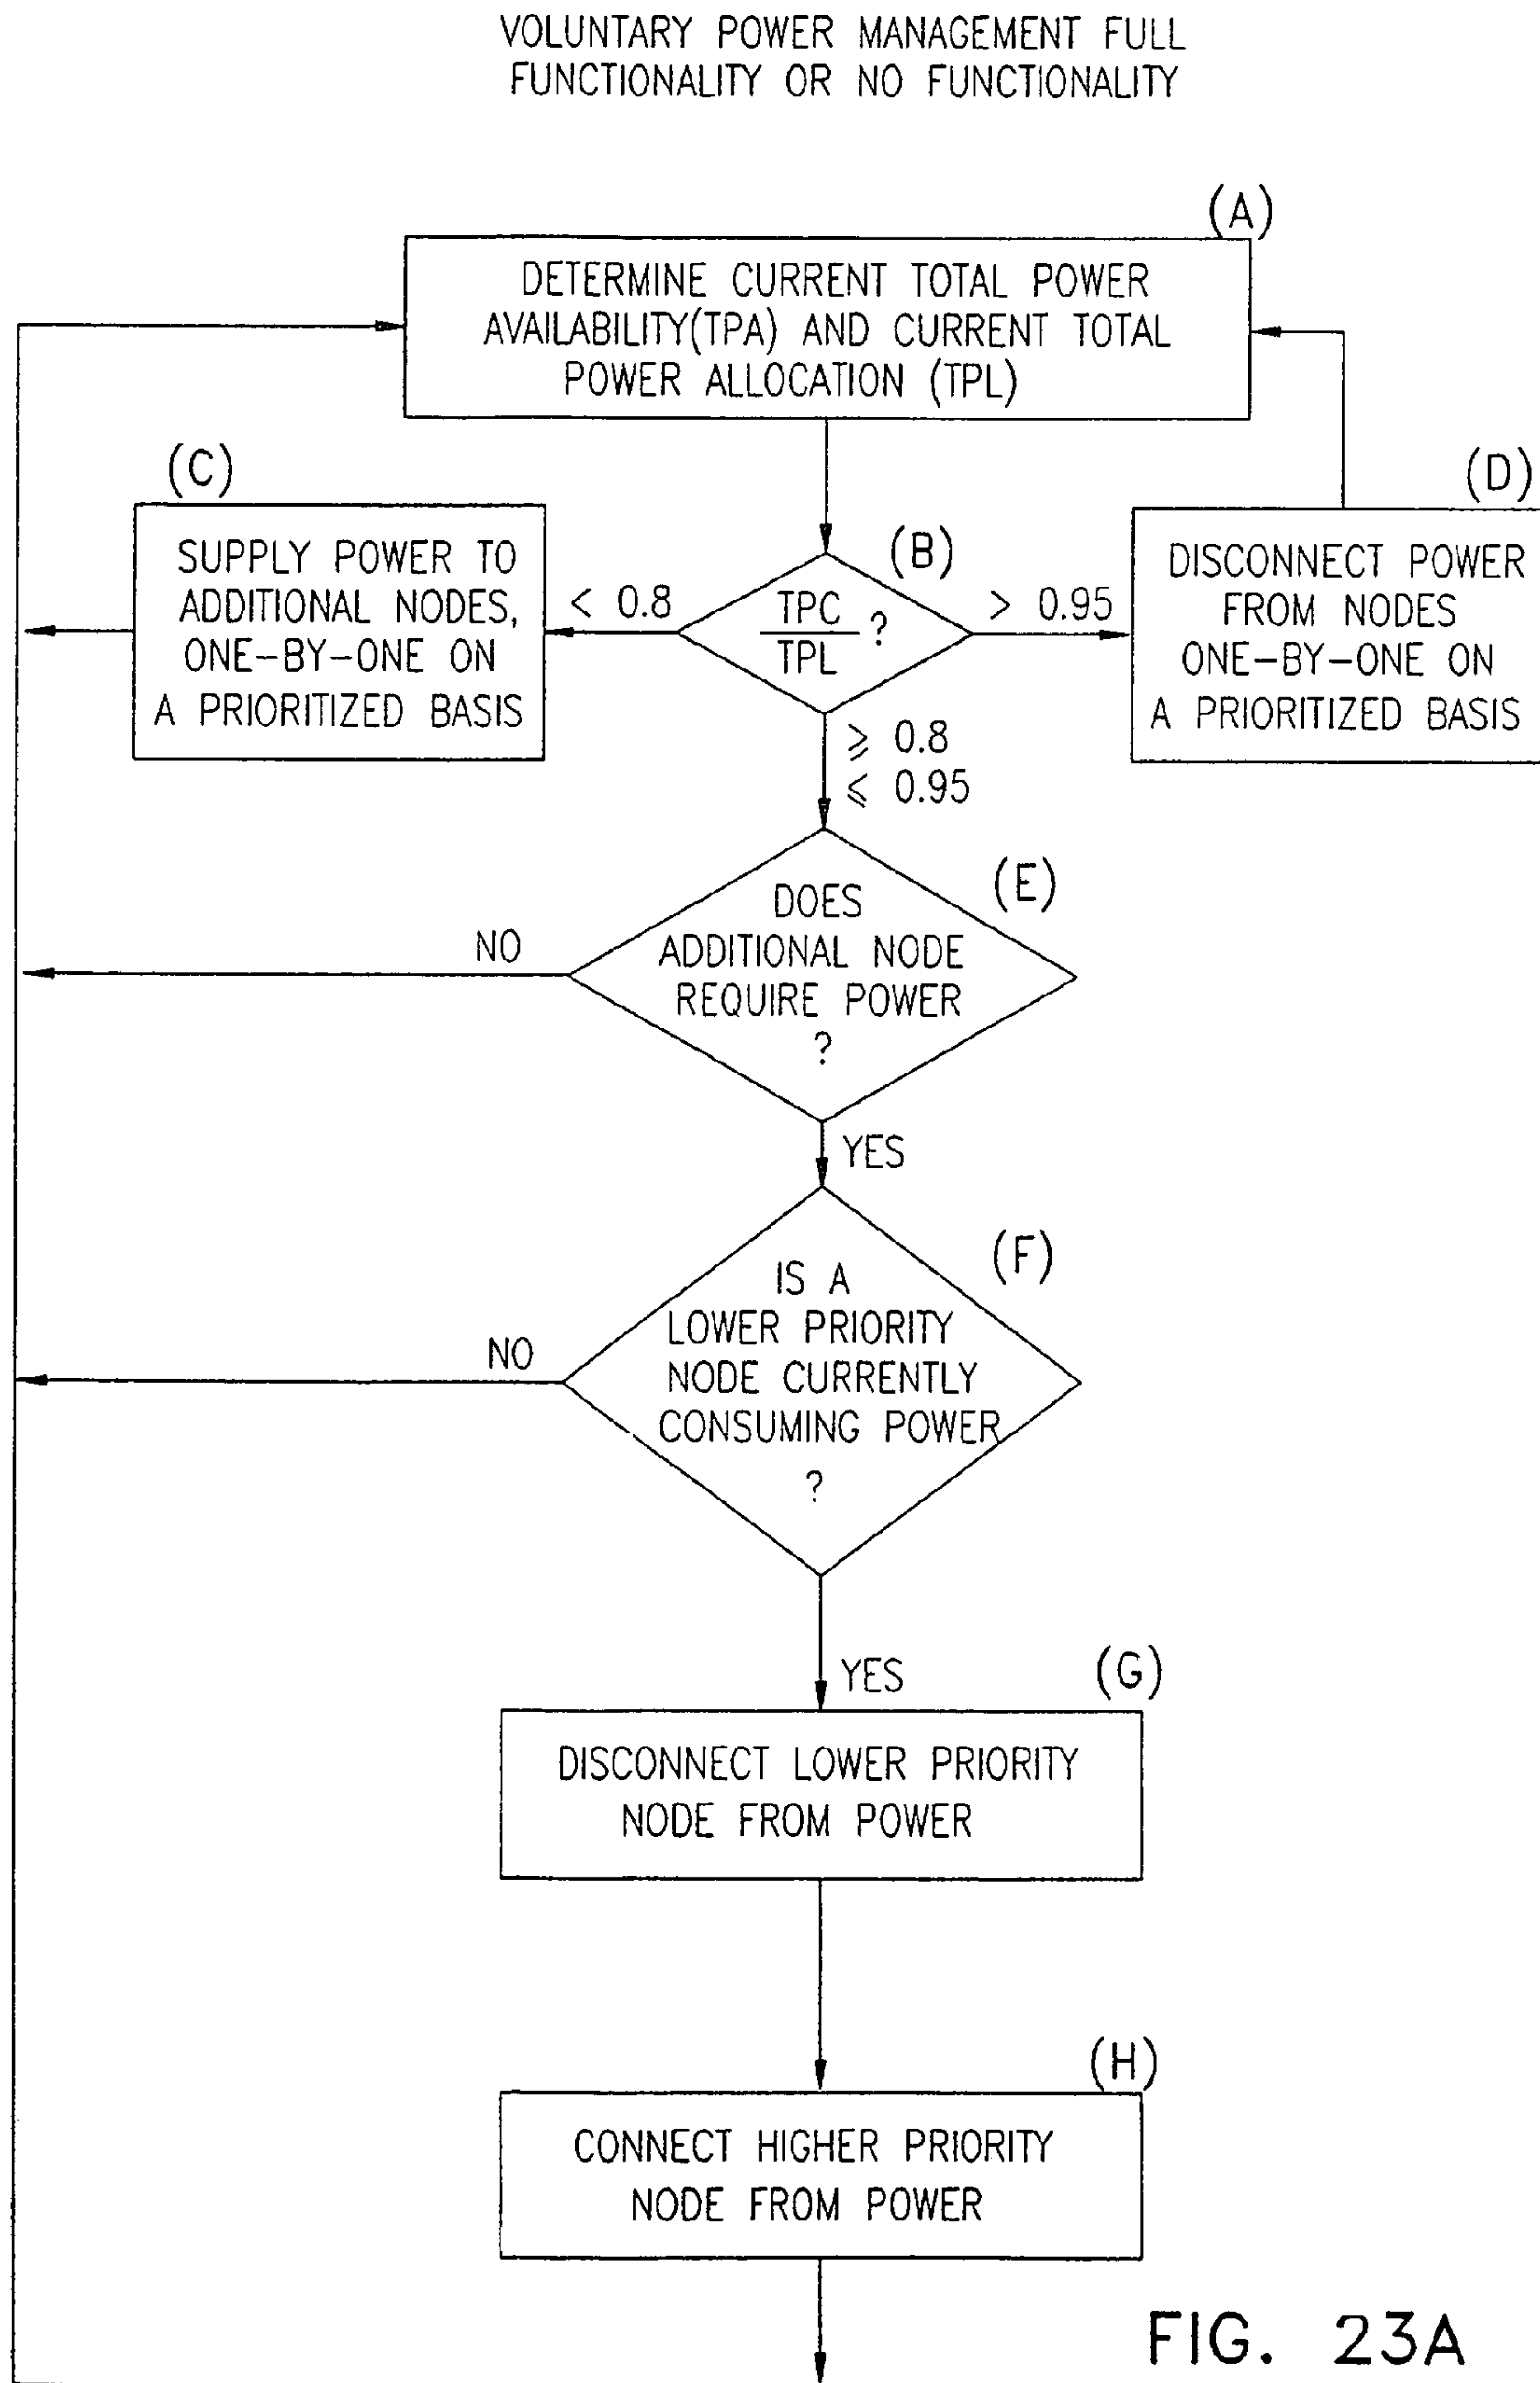 VOLUNTARY POWER MANAGEMENT FULL
FUNCTIONALITY OR NO FUNCTIONALITY
(A)
DETERMINE CURRENT TOTAL POWER
AVAILABILITY(TPA) AND CURRENT TOTAL
POWER ALLOCATION (TPL)
(C)
SUPPLY POWER TO
ADDITIONAL NODES,
ONE-BY-ONE ON
A PRIORITIZED BASIS
< 0.8
(B)
TPC
TPL
?
> 0.95
(D)
DISCONNECT POWER
FROM NODES
ONE-BY-ONE ON
A PRIORITIZED BASIS
⩾ 0.8
⩽ 0.95
(E)
DOES
ADDITIONAL NODE
REQUIRE POWER
?
NO
YES
(F)
IS A
LOWER PRIORITY
NODE CURRENTLY
CONSUMING POWER
?
NO
YES
(G)
DISCONNECT LOWER PRIORITY
NODE FROM POWER
(H)
CONNECT HIGHER PRIORITY
NODE FROM POWER
FIG. 23A